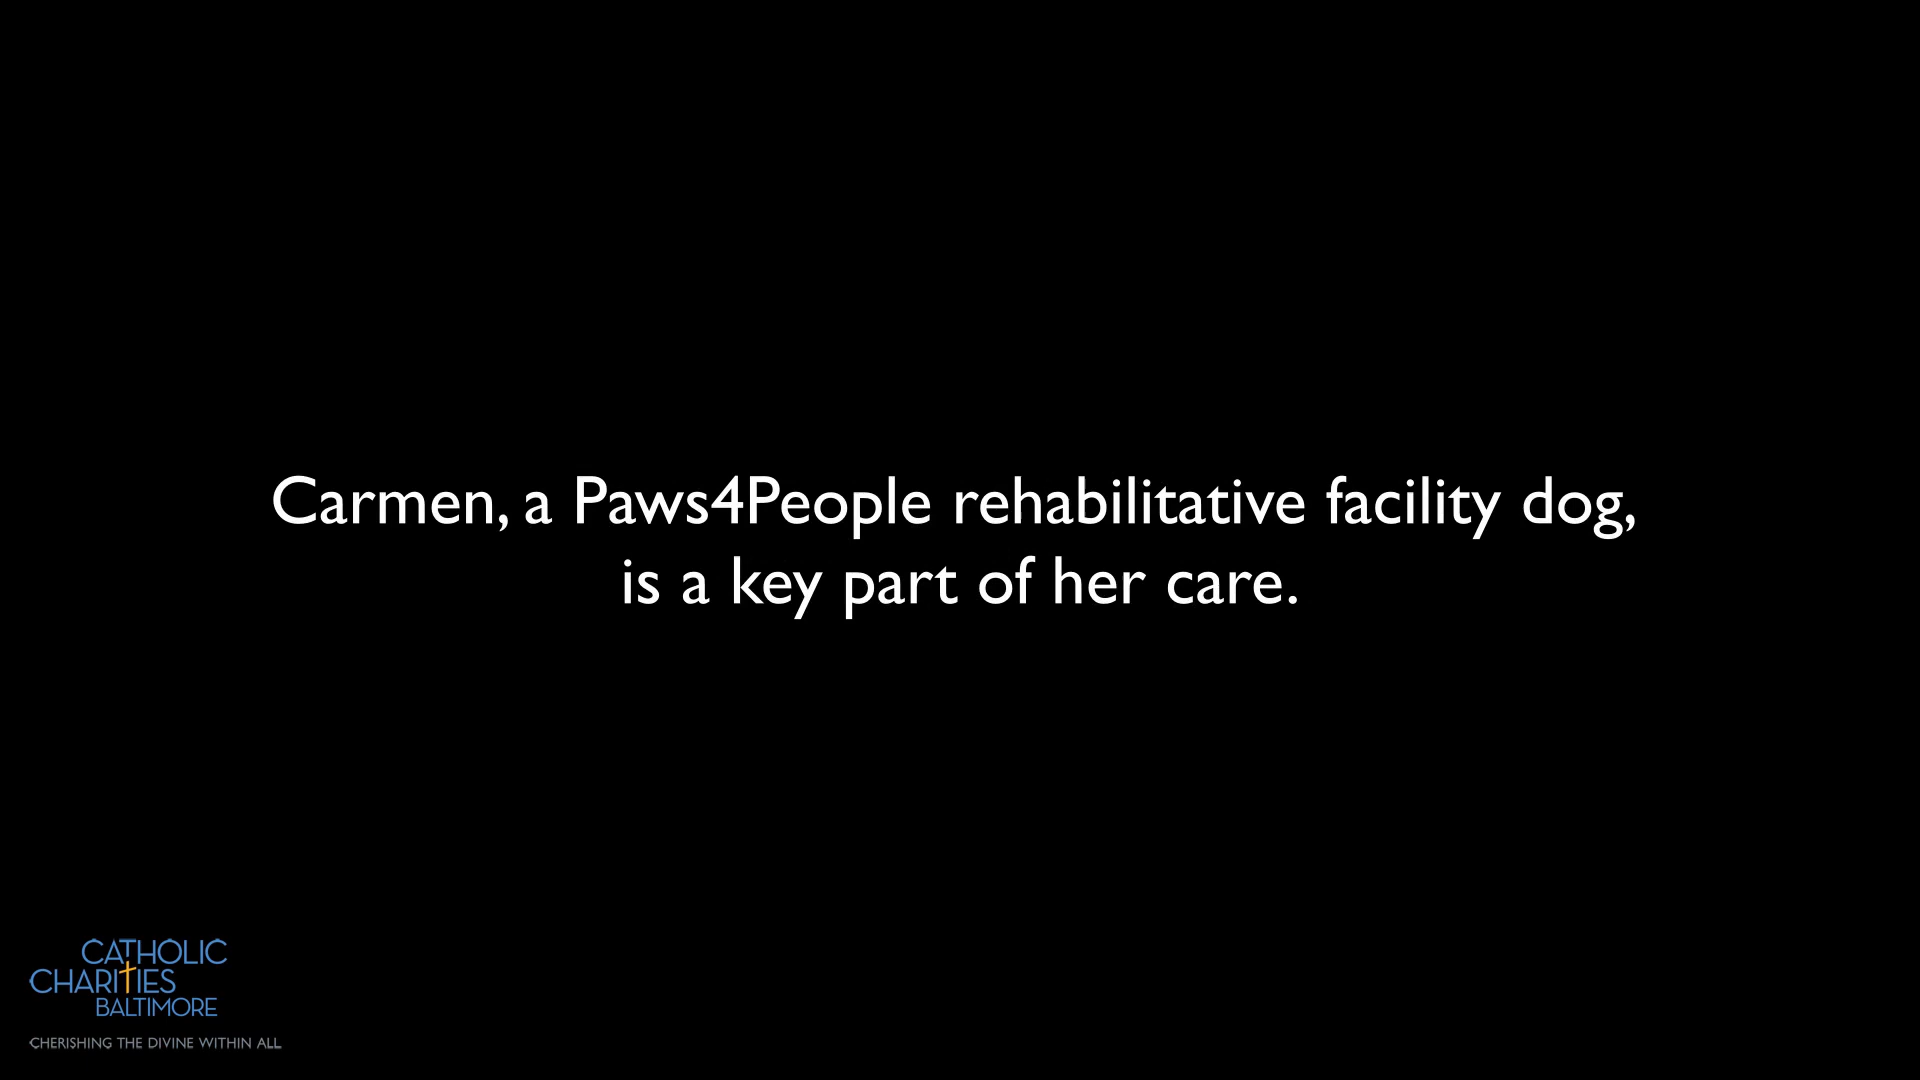 Carmen, a Paws4People rehabilitative facility dog,
is a key part of her care.
CATHOLIC
CHARITIES
BALTIMORE
CHERISHING THE DIVINE WITHIN ALL